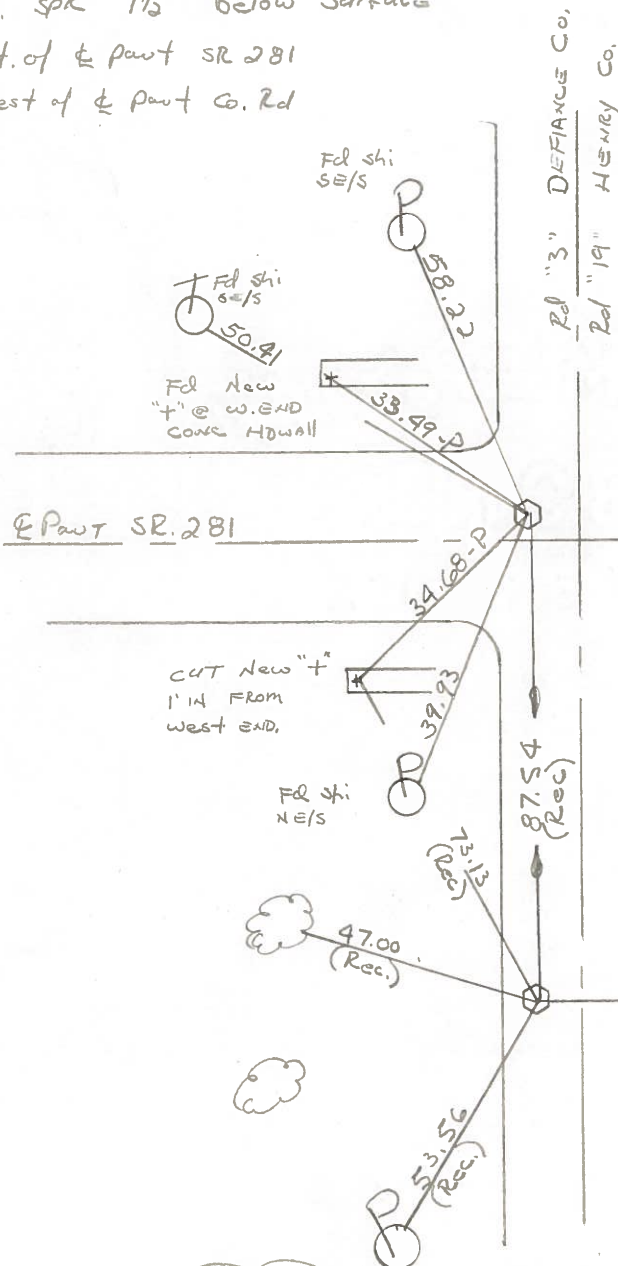 SPK 1 1/2 Below Surface
t. of ℄ Pavt SR 281
est of ℄ Pavt Co. Rd
Rd "3" DEFIANCE Co.
Rd "19" HENRY Co.
Fd Shi
SE/S
58.22
Fd Shi
SE/S
50.41
Fd New
"+" @ W. END
CONC HDWAll
33.49-P
℄ PavT SR. 281
34.68-P
CUT New "+"
1' IN FROM
West END.
39.93
Fd Shi
NE/S
87.54
(Rec)
73.13
(Rec)
47.00
(Rec.)
53.56
(Rec.)